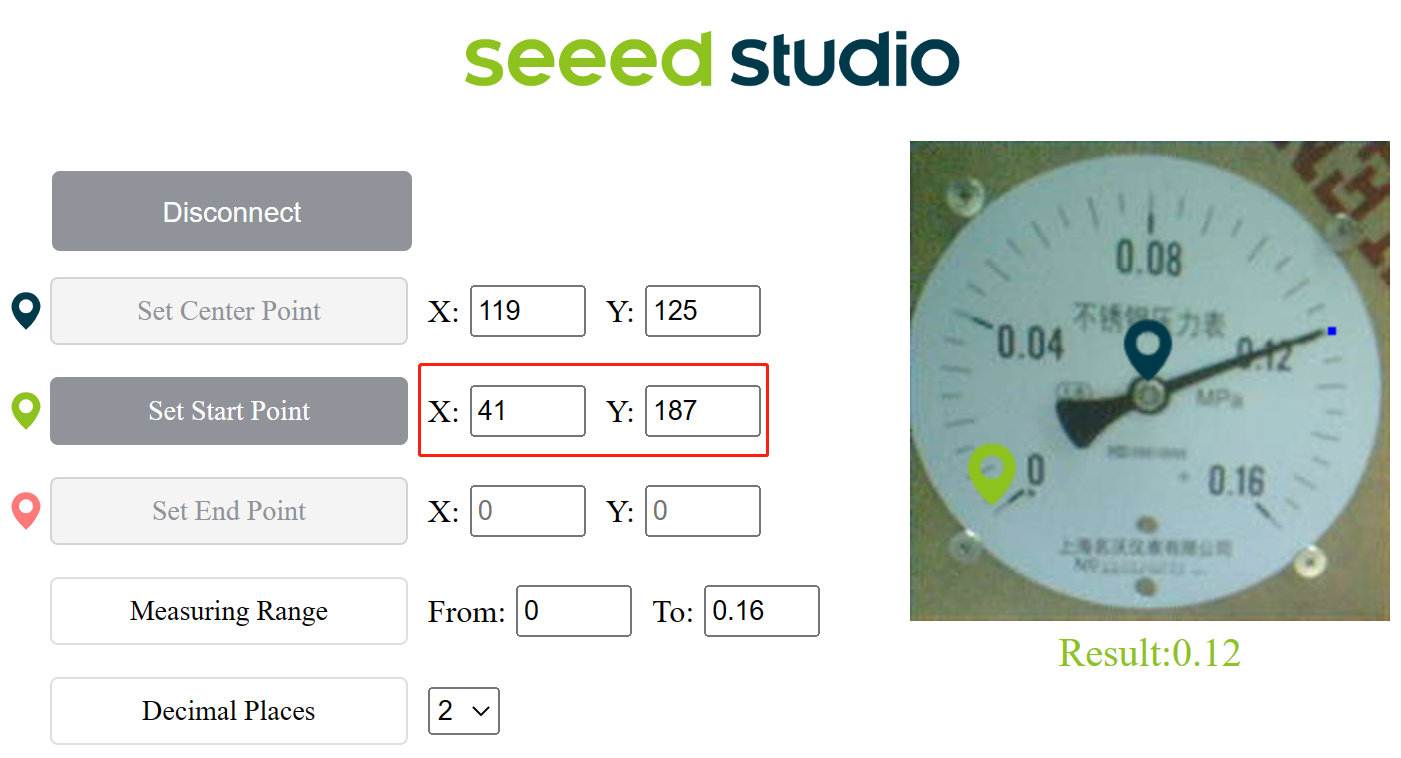 seeed studio
Disconnect
Set Center Point X: 119 Y: 125
Set Start Point X: 41 Y: 187
Set End Point X: 0 Y: 0
Measuring Range From: 0 To: 0.16
Decimal Places 2
0.08
不锈钢压力表
0.04
0.12
MPa
0
0.16
上海名沃仪表有限公司
Result:0.12